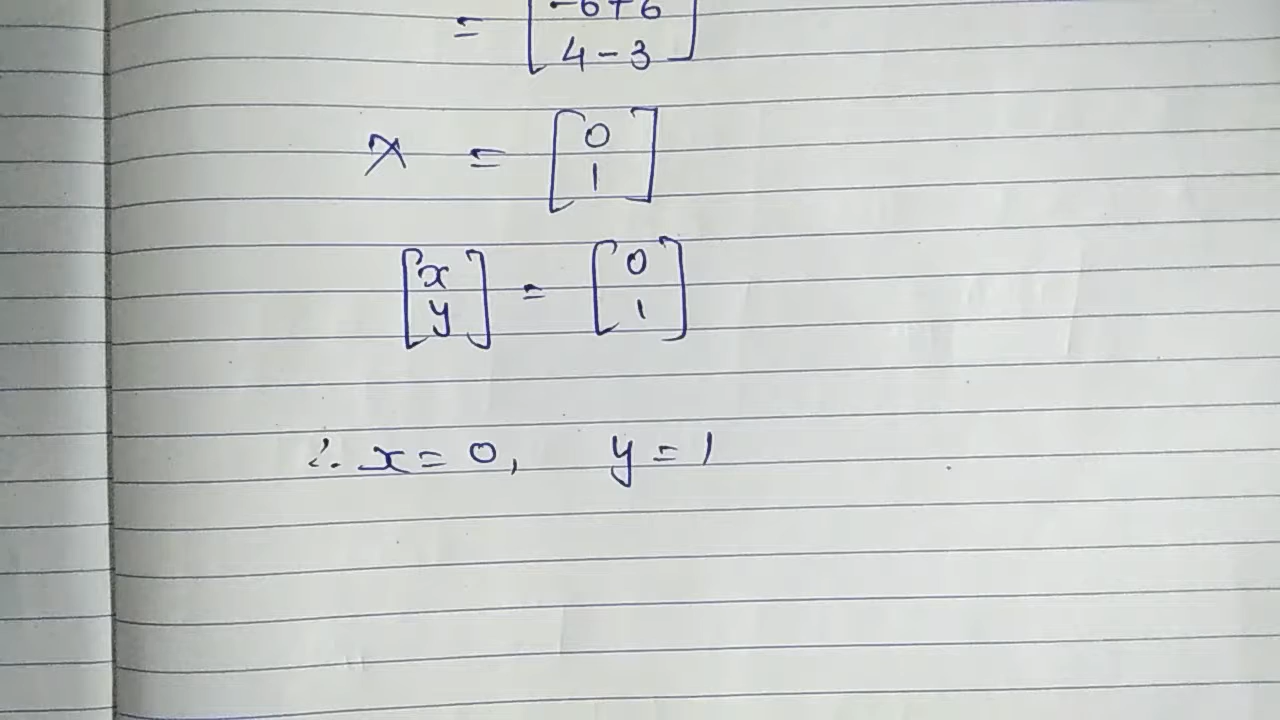 = [ -6+6
4-3 ]
X = [ 0
1 ]
[ x
y ] = [ 0
1 ]
∴ x = 0, y = 1